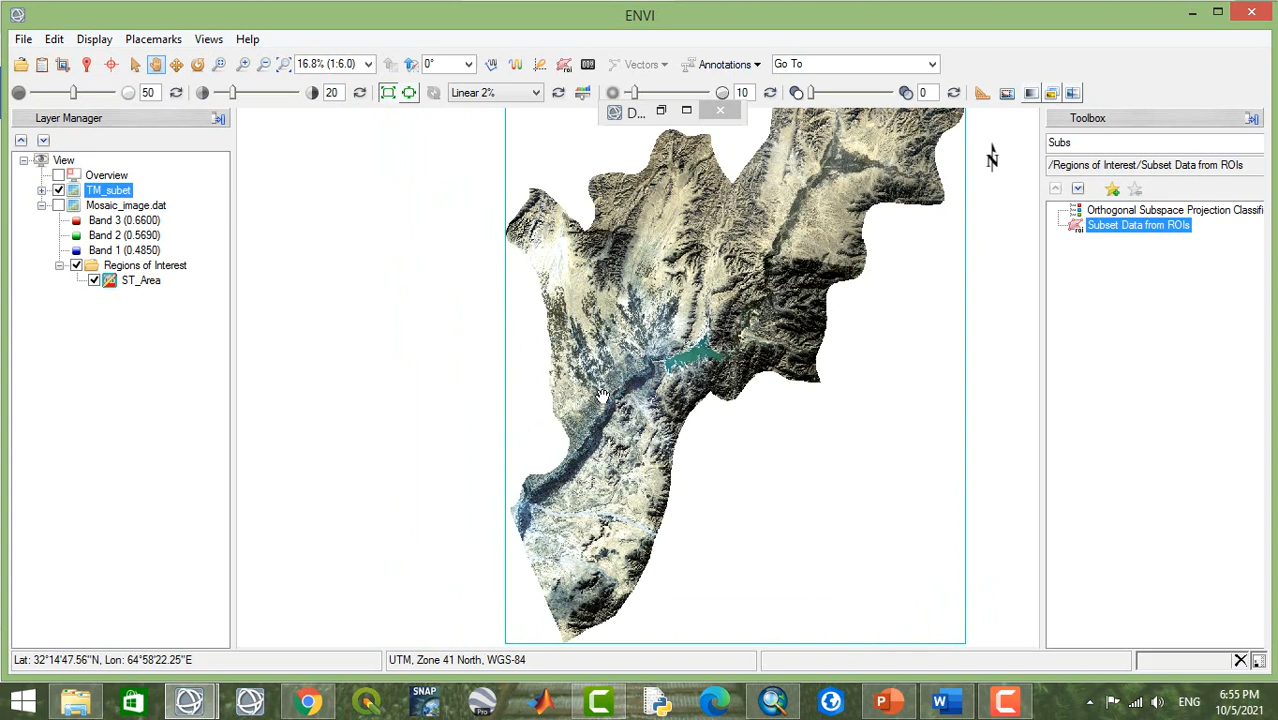 ENVI
File Edit Display Placemarks Views Help
16.8% (1:6.0) 0° Vectors Annotations Go To
50 20 Linear 2% 10 0
Layer Manager
D...
Toolbox
View
Overview
TM_subet
Mosaic_image.dat
Band 3 (0.6600)
Band 2 (0.5690)
Band 1 (0.4850)
Regions of Interest
ST_Area
N
Subs
/Regions of Interest/Subset Data from ROIs
Orthogonal Subspace Projection Classifi
Subset Data from ROIs
roi
Lat: 32°14'47.56"N, Lon: 64°58'22.25"E
UTM, Zone 41 North, WGS-84
SNAP
Pro
ENG
6:55 PM
10/5/2021